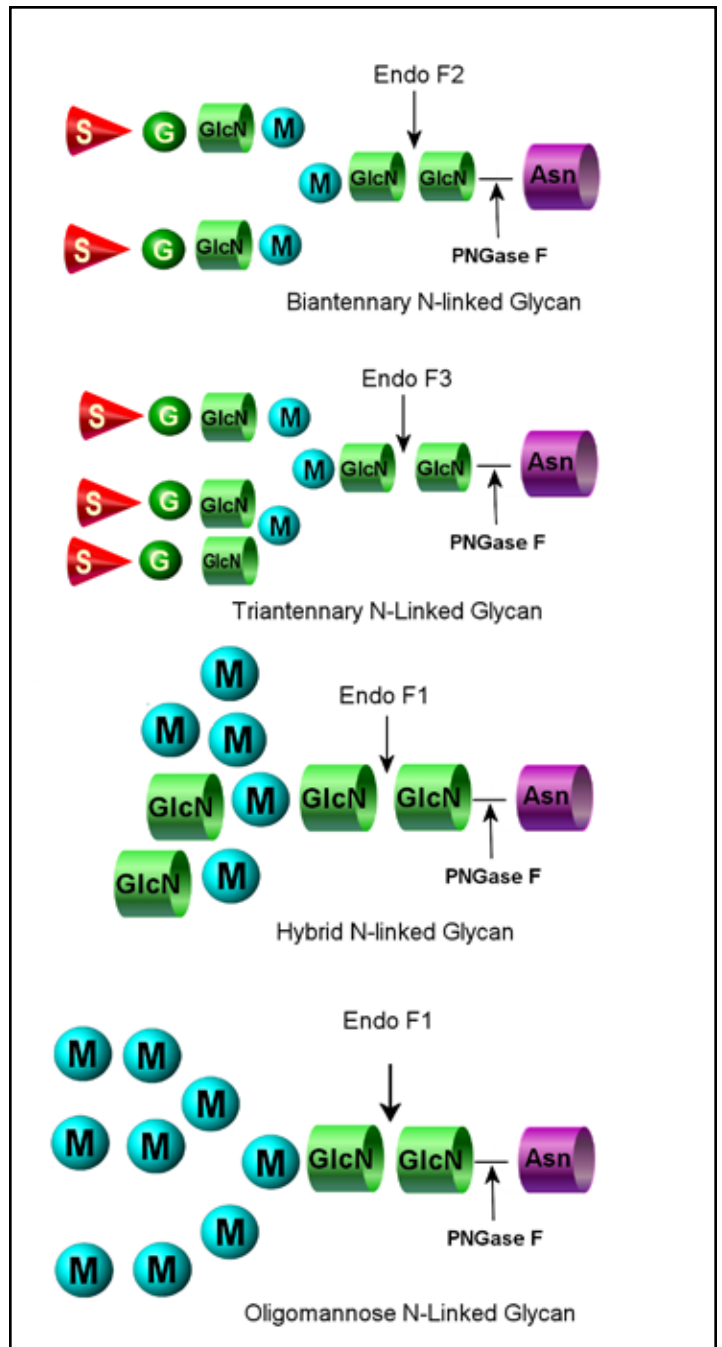 Endo F2
S G GlcN M
M GlcN GlcN Asn
S G GlcN M
PNGase F
Biantennary N-linked Glycan
Endo F3
S G GlcN M
M GlcN GlcN Asn
S G GlcN
M
S G GlcN
PNGase F
Triantennary N-Linked Glycan
M
Endo F1
M M
GlcN M GlcN GlcN Asn
GlcN M
PNGase F
Hybrid N-linked Glycan
Endo F1
M M
M
M M
M GlcN GlcN Asn
M
PNGase F
M M
Oligomannose N-Linked Glycan